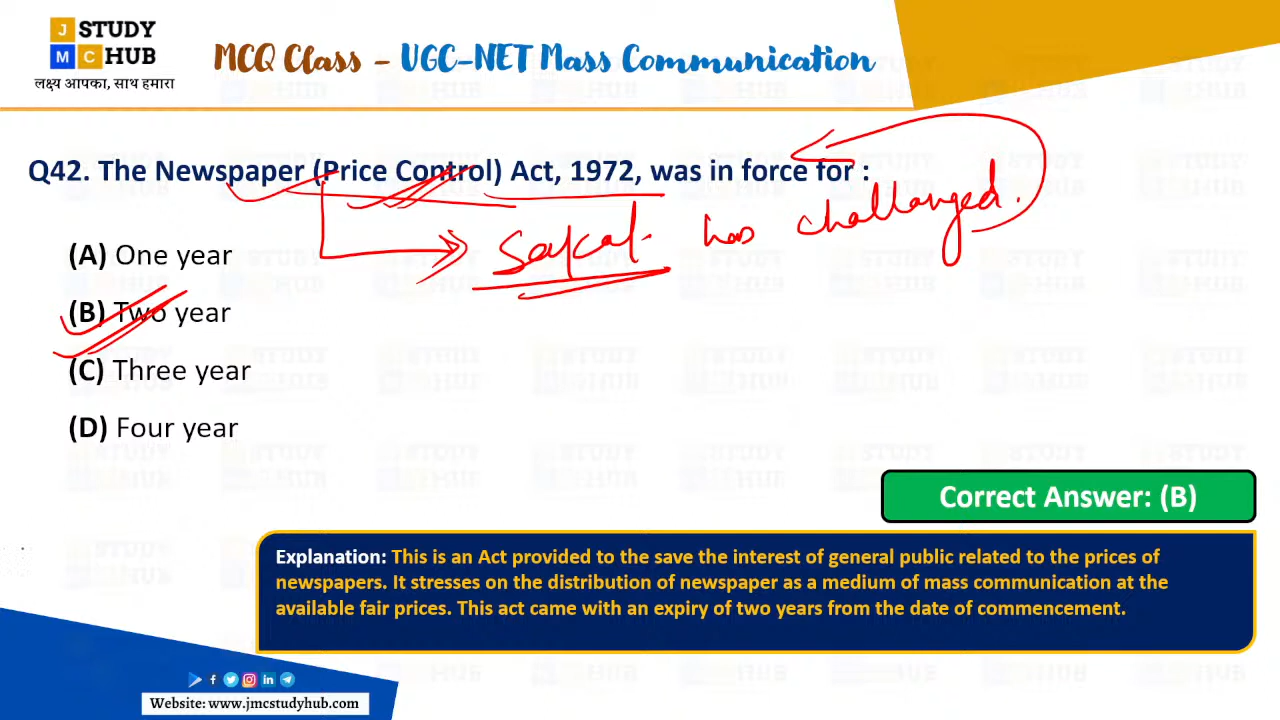 J STUDY
MC HUB
लक्ष्य आपका, साथ हमारा
MCQ Class - UGC-NET Mass Communication
Q42. The Newspaper (Price Control) Act, 1972, was in force for :
Sakal has challanged.
(A) One year
(B) Two year
(C) Three year
(D) Four year
Correct Answer: (B)
Explanation: This is an Act provided to the save the interest of general public related to the prices of
newspapers. It stresses on the distribution of newspaper as a medium of mass communication at the
available fair prices. This act came with an expiry of two years from the date of commencement.
Website: www.jmcstudyhub.com